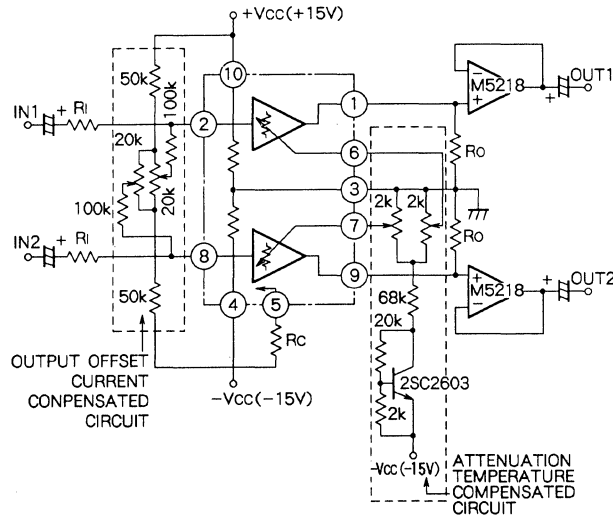 +Vcc(+15V)
50k
100k
10
IN1
+
RI
2
20k
20k
100k
1
6
3
7
IN2
+
RI
8
9
50k
4
5
Rc
−Vcc(−15V)
2k
2k
68k
20k
2SC2603
2k
−Vcc(−15V)
−
+
M5218
+
OUT1
Ro
Ro
+
−
M5218
+
OUT2
OUTPUT OFFSET
CURRENT
CONPENSATED
CIRCUIT
ATTENUATION
TEMPERATURE
COMPENSATED
CIRCUIT